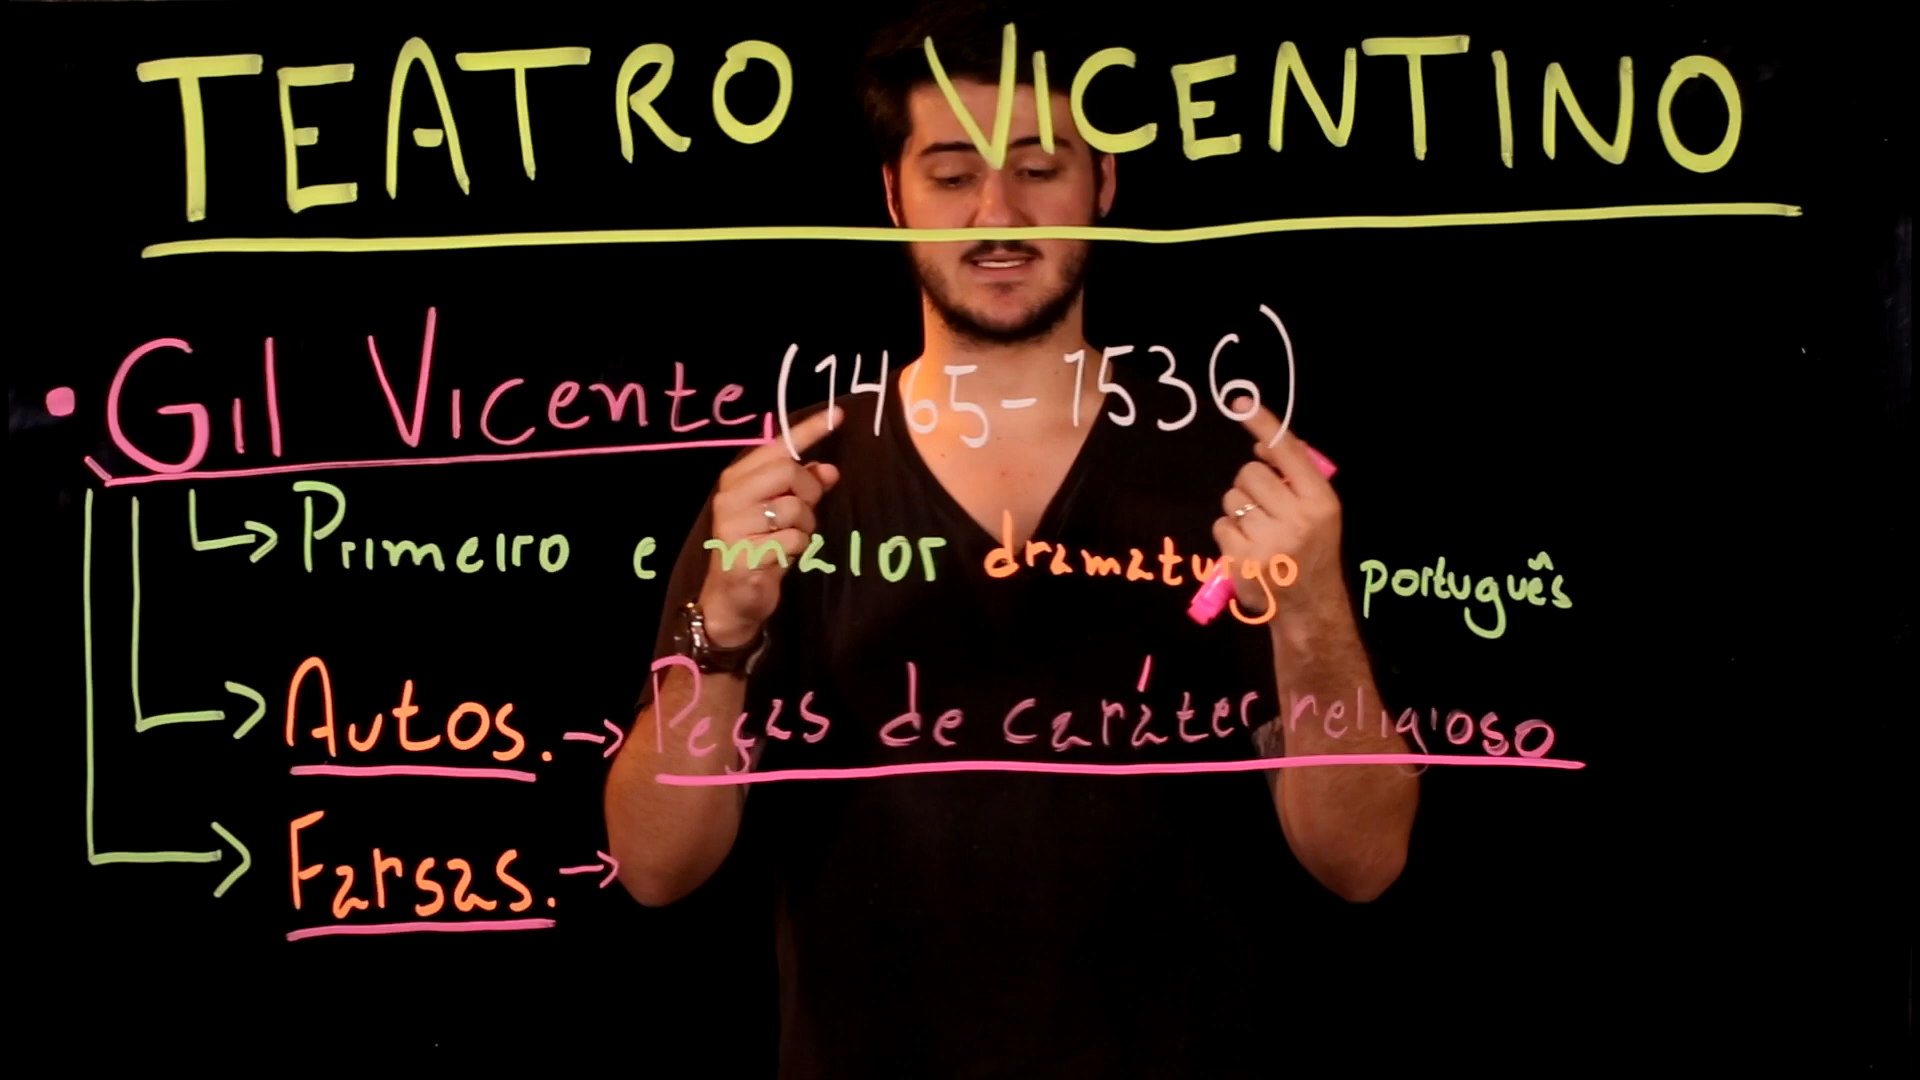 TEATRO VICENTINO
• Gil Vicente (1465-1536)
↳ Primeiro e maior dramaturgo português
→ Autos. → Peças de caráter religioso
→ Farsas. →